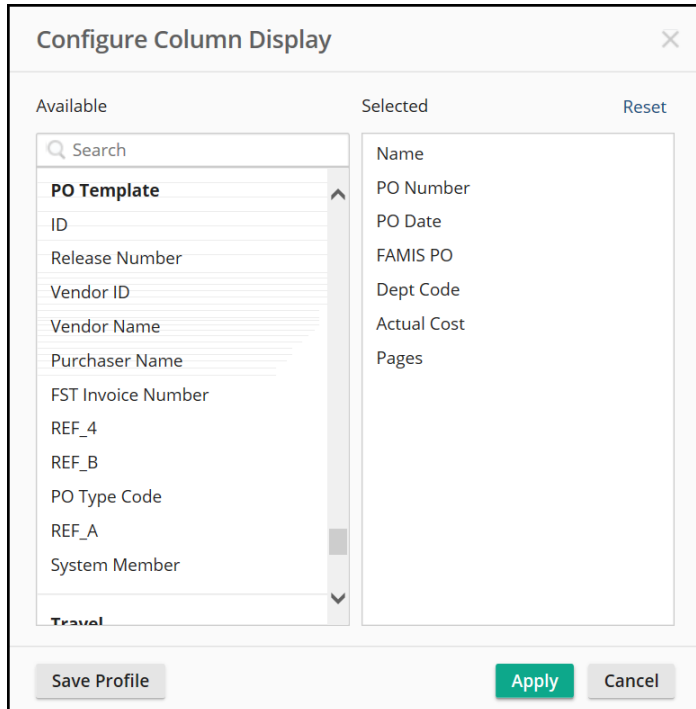 Configure Column Display
Available
Search
PO Template
ID
Release Number
Vendor ID
Vendor Name
Purchaser Name
FST Invoice Number
REF_4
REF_B
PO Type Code
REF_A
System Member
Travel
Selected
Reset
Name
PO Number
PO Date
FAMIS PO
Dept Code
Actual Cost
Pages
Save Profile
Apply
Cancel